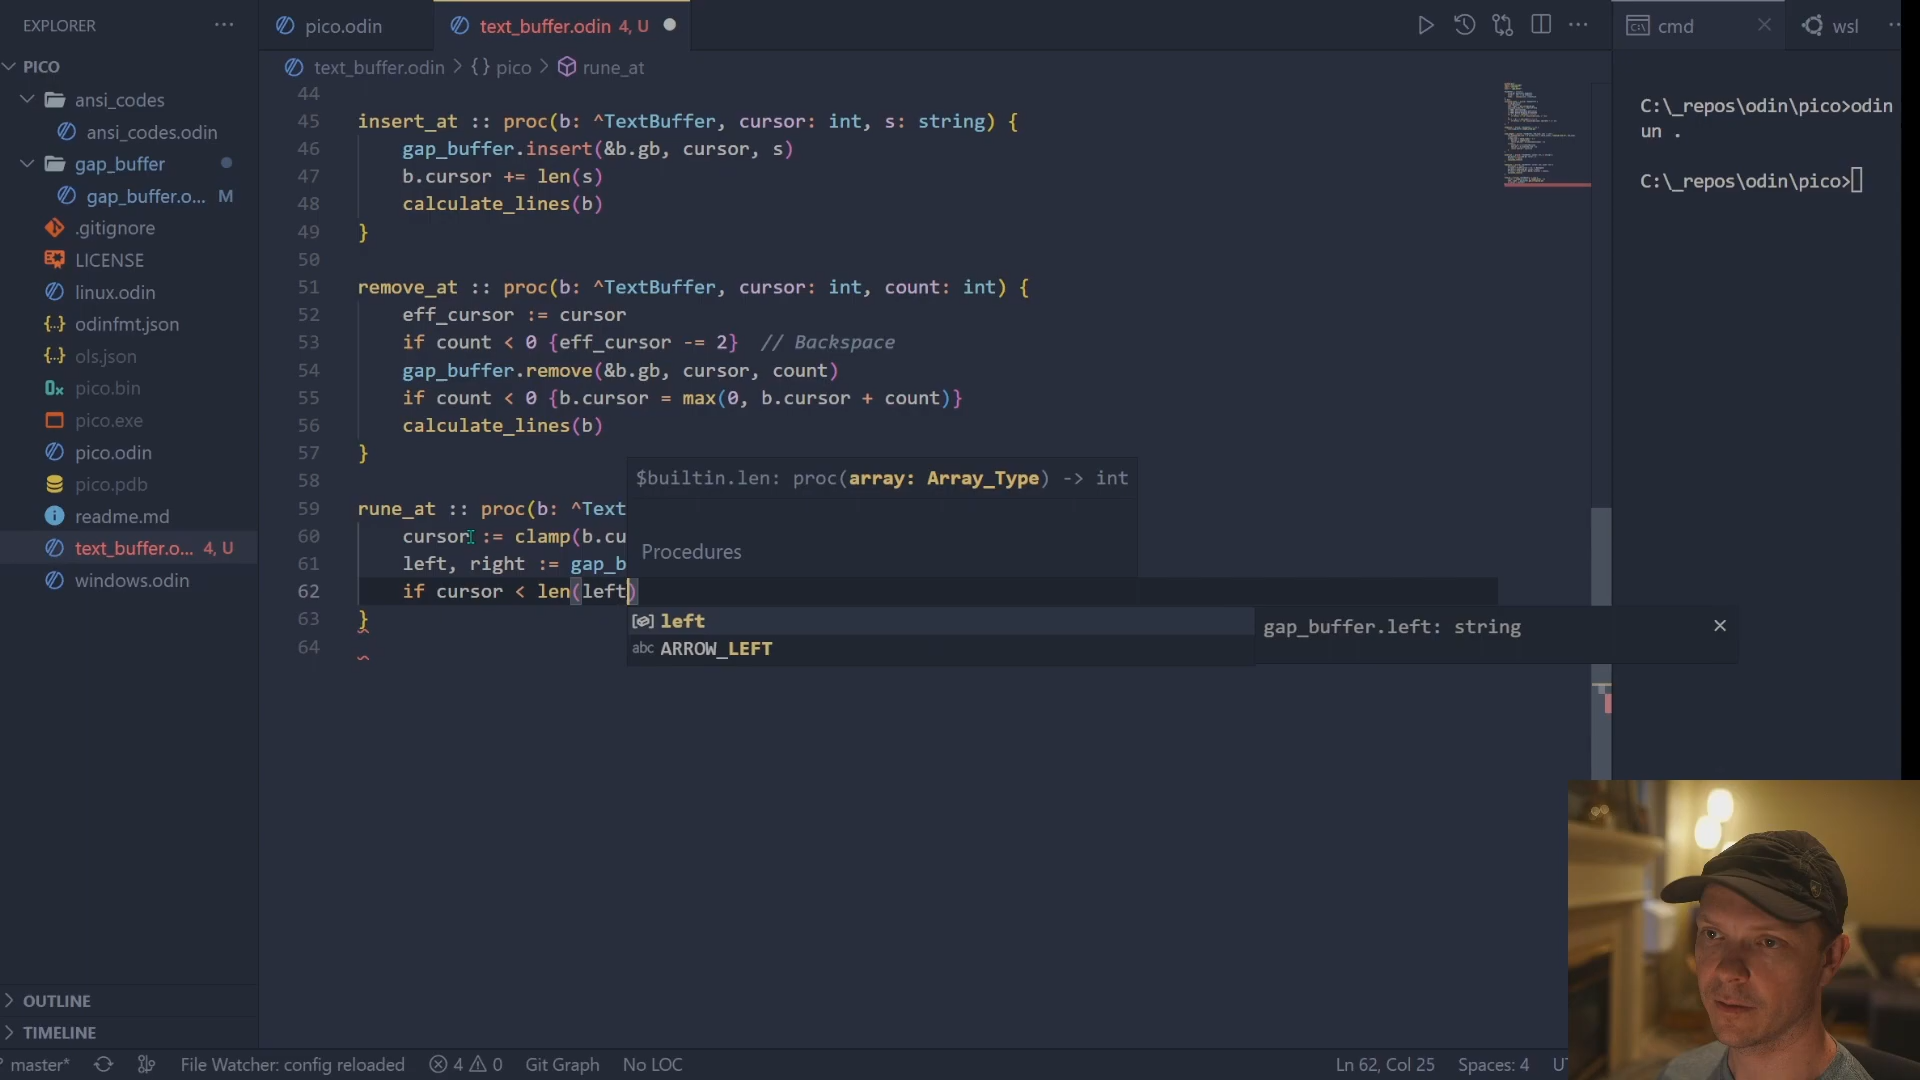 EXPLORER
PICO
ansi_codes
ansi_codes.odin
gap_buffer
gap_buffer.o... M
.gitignore
LICENSE
linux.odin
odinfmt.json
ols.json
pico.bin
pico.exe
pico.odin
pico.pdb
readme.md
text_buffer.o... 4, U
windows.odin
OUTLINE
TIMELINE
pico.odin
text_buffer.odin 4, U
text_buffer.odin > {} pico > rune_at
44
45 insert_at :: proc(b: ^TextBuffer, cursor: int, s: string) {
46 gap_buffer.insert(&b.gb, cursor, s)
47 b.cursor += len(s)
48 calculate_lines(b)
49 }
50
51 remove_at :: proc(b: ^TextBuffer, cursor: int, count: int) {
52 eff_cursor := cursor
53 if count < 0 {eff_cursor -= 2} // Backspace
54 gap_buffer.remove(&b.gb, cursor, count)
55 if count < 0 {b.cursor = max(0, b.cursor + count)}
56 calculate_lines(b)
57 }
58
59 rune_at :: proc(b: ^Text
60 cursor := clamp(b.cu
61 left, right := gap_b
62 if cursor < len(left)
63 }
64
$builtin.len: proc(array: Array_Type) -> int
Procedures
left
abc ARROW_LEFT
gap_buffer.left: string
cmd
wsl
C:\_repos\odin\pico>odin
un .
C:\_repos\odin\pico>
master*
File Watcher: config reloaded
4
0
Git Graph
No LOC
Ln 62, Col 25
Spaces: 4